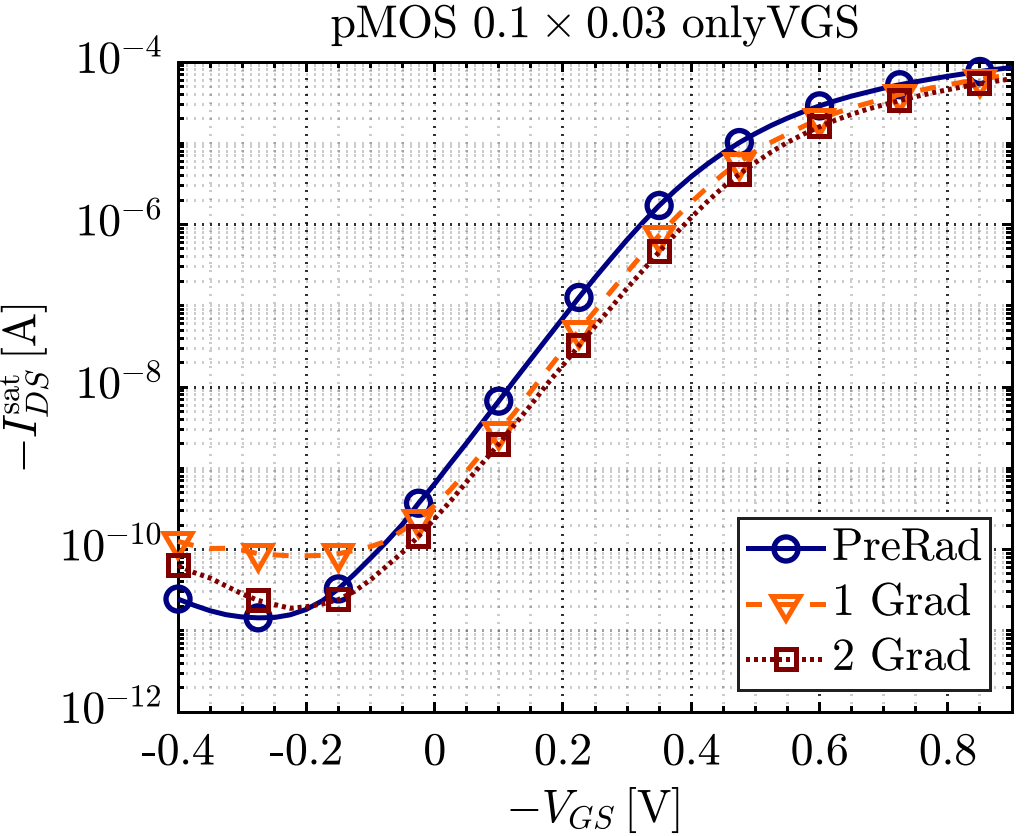 pMOS 0.1 × 0.03 onlyVGS
10⁻⁴
10⁻⁶
10⁻⁸
10⁻¹⁰
10⁻¹²
−I_DS^sat [A]
PreRad
1 Grad
2 Grad
-0.4 -0.2 0 0.2 0.4 0.6 0.8
−V_GS [V]